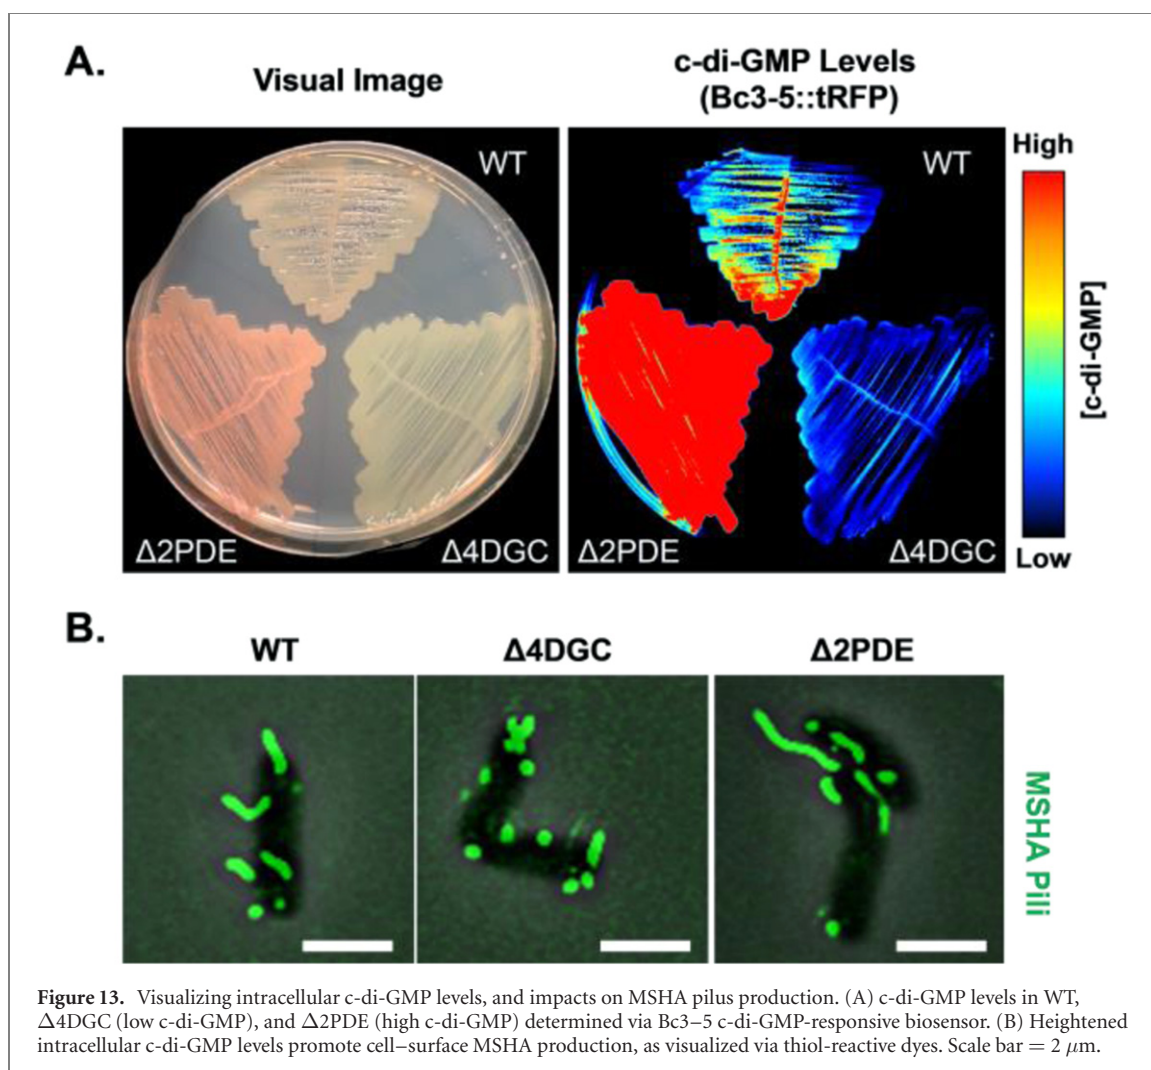 A.
Visual Image
c-di-GMP Levels
(Bc3-5::tRFP)
WT
Δ2PDE
Δ4DGC
WT
Δ2PDE
Δ4DGC
High
[c-di-GMP]
Low
B.
WT
Δ4DGC
Δ2PDE
MSHA Pili
Figure 13. Visualizing intracellular c-di-GMP levels, and impacts on MSHA pilus production. (A) c-di-GMP levels in WT,
Δ4DGC (low c-di-GMP), and Δ2PDE (high c-di-GMP) determined via Bc3–5 c-di-GMP-responsive biosensor. (B) Heightened
intracellular c-di-GMP levels promote cell–surface MSHA production, as visualized via thiol-reactive dyes. Scale bar = 2 μm.